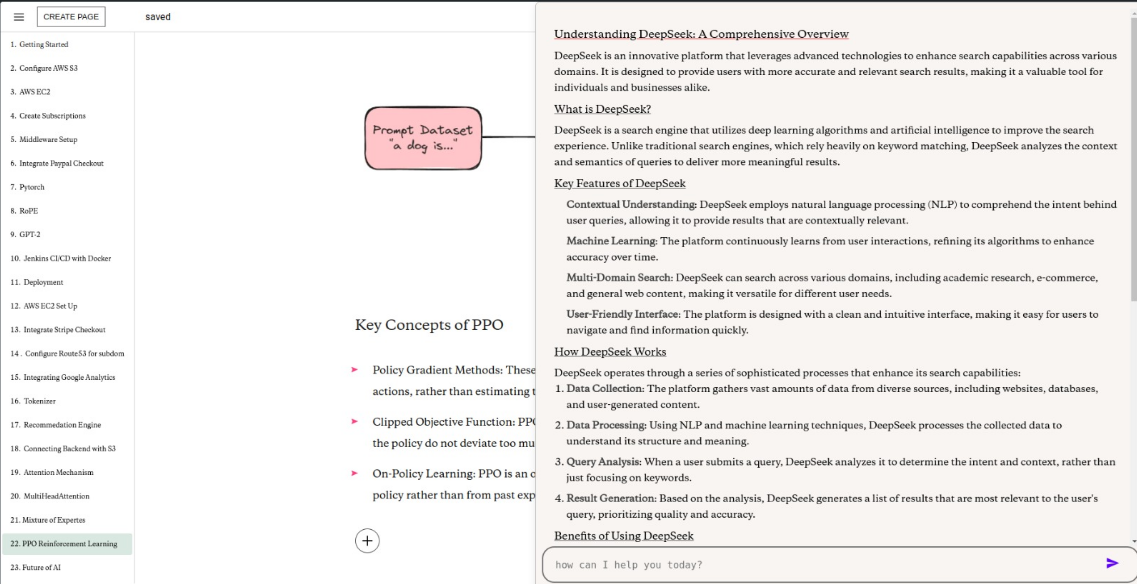 CREATE PAGE
saved
1. Getting Started
2. Configure AWS S3
3. AWS EC2
4. Create Subscriptions
5. Middleware Setup
6. Integrate Paypal Checkout
7. Pytorch
8. RoPE
9. GPT-2
10. Jenkins CI/CD with Docker
11. Deployment
12. AWS EC2 Set Up
13. Integrate Stripe Checkout
14 . Configure Route53 for subdom
15. Integrating Google Analytics
16. Tokenizer
17. Recommedation Engine
18. Connecting Backend with S3
19. Attention Mechanism
20. MultiHeadAttention
21. Mixture of Expertes
22. PPO Reinforcement Learning
23. Future of AI
Prompt Dataset
"a dog is..."
Key Concepts of PPO
Policy Gradient Methods: These
actions, rather than estimating t
Clipped Objective Function: PPO
the policy do not deviate too mu
On-Policy Learning: PPO is an o
policy rather than from past exp
Understanding DeepSeek: A Comprehensive Overview
DeepSeek is an innovative platform that leverages advanced technologies to enhance search capabilities across various
domains. It is designed to provide users with more accurate and relevant search results, making it a valuable tool for
individuals and businesses alike.
What is DeepSeek?
DeepSeek is a search engine that utilizes deep learning algorithms and artificial intelligence to improve the search
experience. Unlike traditional search engines, which rely heavily on keyword matching, DeepSeek analyzes the context
and semantics of queries to deliver more meaningful results.
Key Features of DeepSeek
Contextual Understanding: DeepSeek employs natural language processing (NLP) to comprehend the intent behind
user queries, allowing it to provide results that are contextually relevant.
Machine Learning: The platform continuously learns from user interactions, refining its algorithms to enhance
accuracy over time.
Multi-Domain Search: DeepSeek can search across various domains, including academic research, e-commerce,
and general web content, making it versatile for different user needs.
User-Friendly Interface: The platform is designed with a clean and intuitive interface, making it easy for users to
navigate and find information quickly.
How DeepSeek Works
DeepSeek operates through a series of sophisticated processes that enhance its search capabilities:
1. Data Collection: The platform gathers vast amounts of data from diverse sources, including websites, databases,
and user-generated content.
2. Data Processing: Using NLP and machine learning techniques, DeepSeek processes the collected data to
understand its structure and meaning.
3. Query Analysis: When a user submits a query, DeepSeek analyzes it to determine the intent and context, rather than
just focusing on keywords.
4. Result Generation: Based on the analysis, DeepSeek generates a list of results that are most relevant to the user's
query, prioritizing quality and accuracy.
Benefits of Using DeepSeek
how can I help you today?